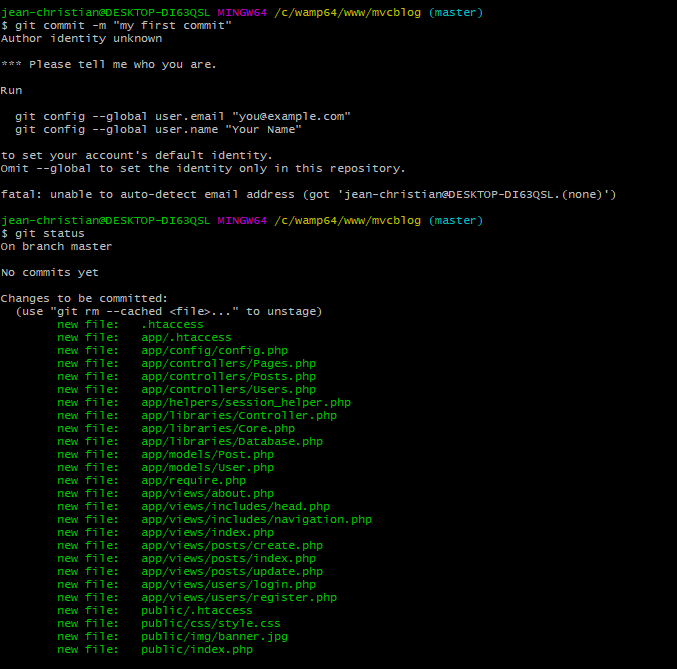 jean-christian@DESKTOP-DI63QSL MINGW64 /c/wamp64/www/mvcblog (master)
$ git commit -m "my first commit"
Author identity unknown
*** Please tell me who you are.
Run
git config --global user.email "you@example.com"
git config --global user.name "Your Name"
to set your account's default identity.
Omit --global to set the identity only in this repository.
fatal: unable to auto-detect email address (got 'jean-christian@DESKTOP-DI63QSL.(none)')
jean-christian@DESKTOP-DI63QSL MINGW64 /c/wamp64/www/mvcblog (master)
$ git status
On branch master
No commits yet
Changes to be committed:
(use "git rm --cached <file>..." to unstage)
new file:   .htaccess
new file:   app/.htaccess
new file:   app/config/config.php
new file:   app/controllers/Pages.php
new file:   app/controllers/Posts.php
new file:   app/controllers/Users.php
new file:   app/helpers/session_helper.php
new file:   app/libraries/Controller.php
new file:   app/libraries/Core.php
new file:   app/libraries/Database.php
new file:   app/models/Post.php
new file:   app/models/User.php
new file:   app/require.php
new file:   app/views/about.php
new file:   app/views/includes/head.php
new file:   app/views/includes/navigation.php
new file:   app/views/index.php
new file:   app/views/posts/create.php
new file:   app/views/posts/index.php
new file:   app/views/posts/update.php
new file:   app/views/users/login.php
new file:   app/views/users/register.php
new file:   public/.htaccess
new file:   public/css/style.css
new file:   public/img/banner.jpg
new file:   public/index.php